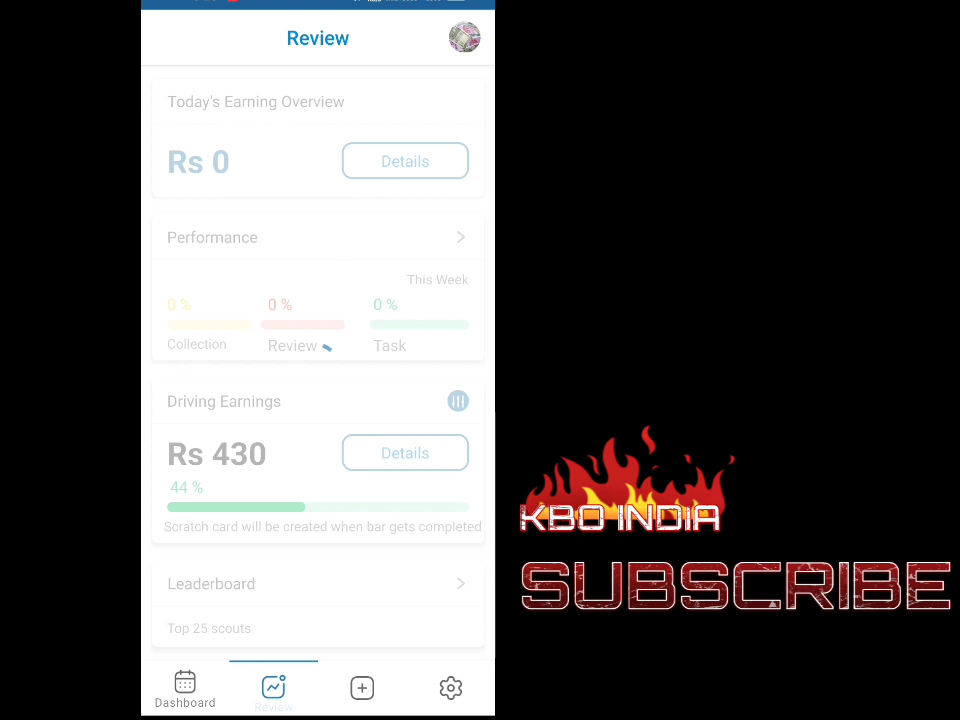 Review
Today's Earning Overview
Rs 0
Details
Performance
This Week
0 %
0 %
0 %
Collection
Review
Task
Driving Earnings
Rs 430
Details
44 %
Scratch card will be created when bar gets completed
Leaderboard
Top 25 scouts
Dashboard
Review
KBO INDIA
SUBSCRIBE